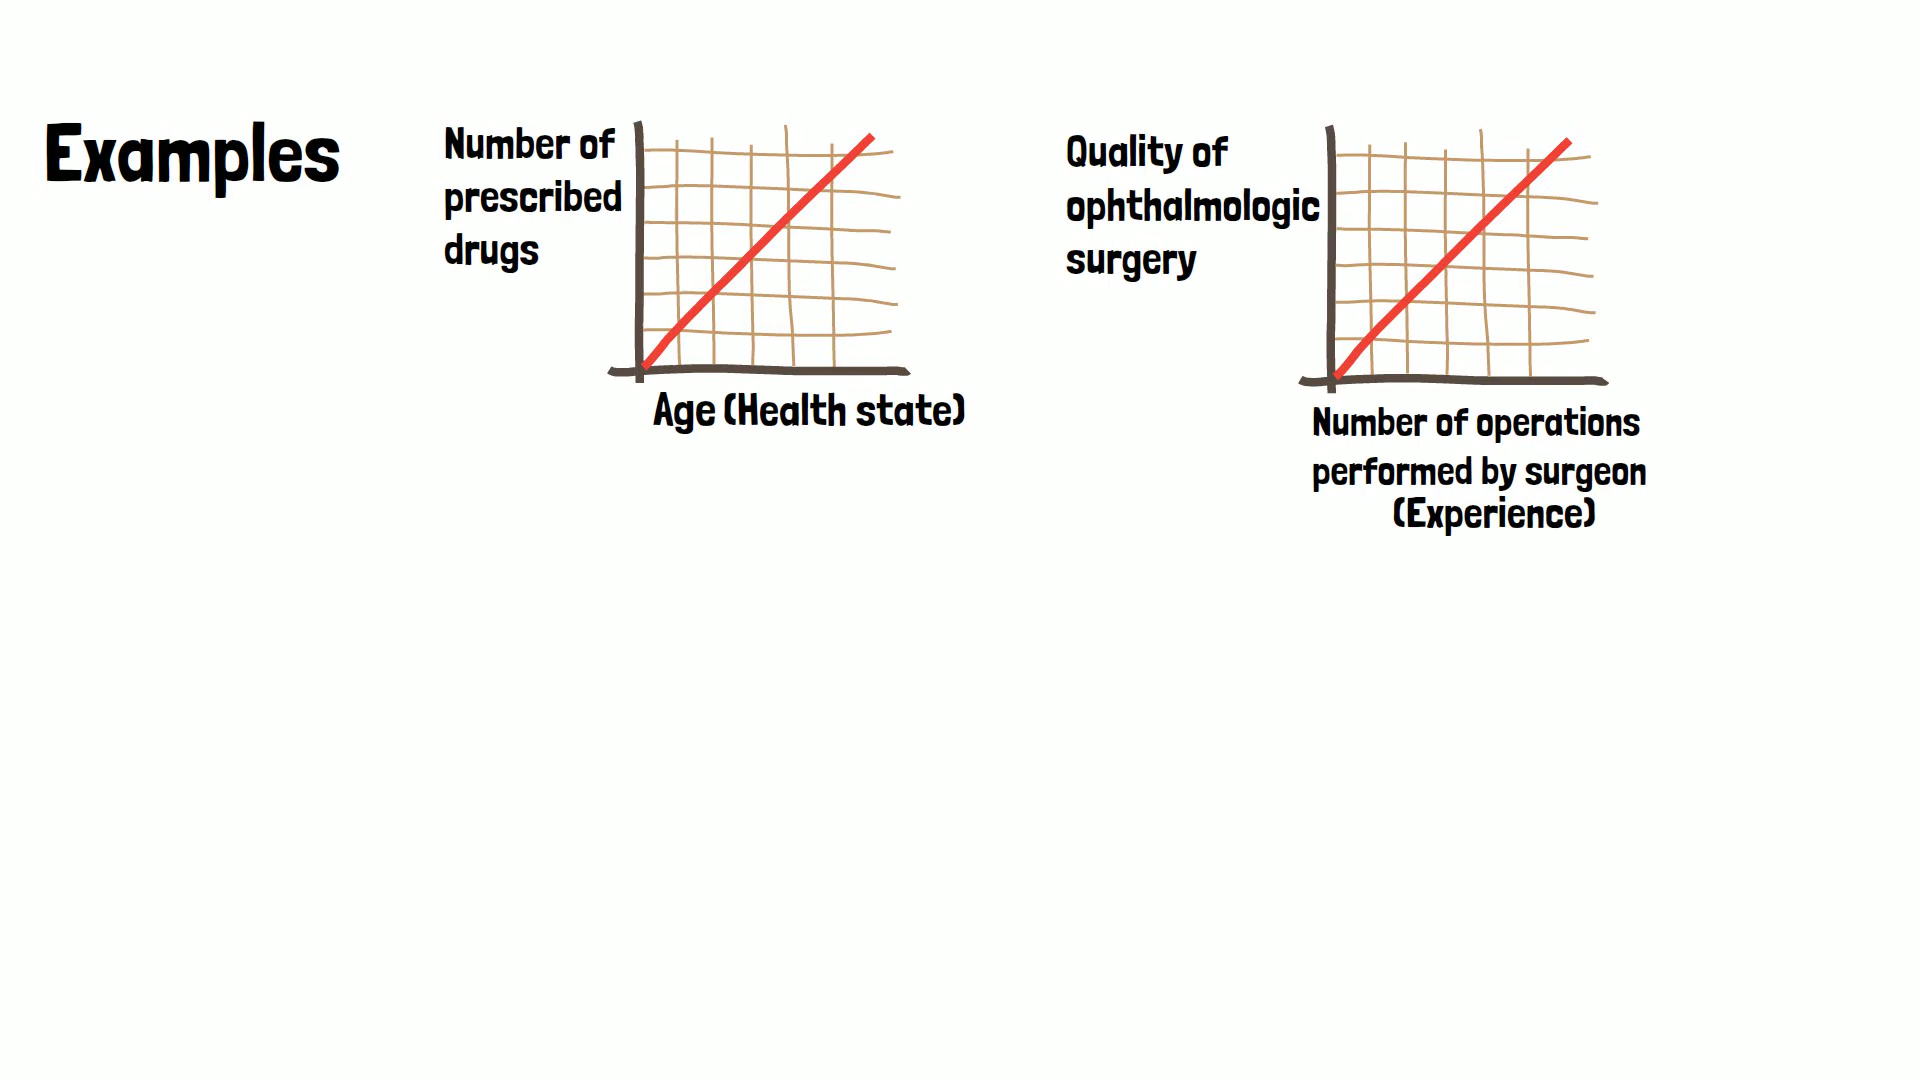 Examples
Number of
prescribed
drugs
Age (Health state)
Quality of
ophthalmologic
surgery
Number of operations
performed by surgeon
(Experience)